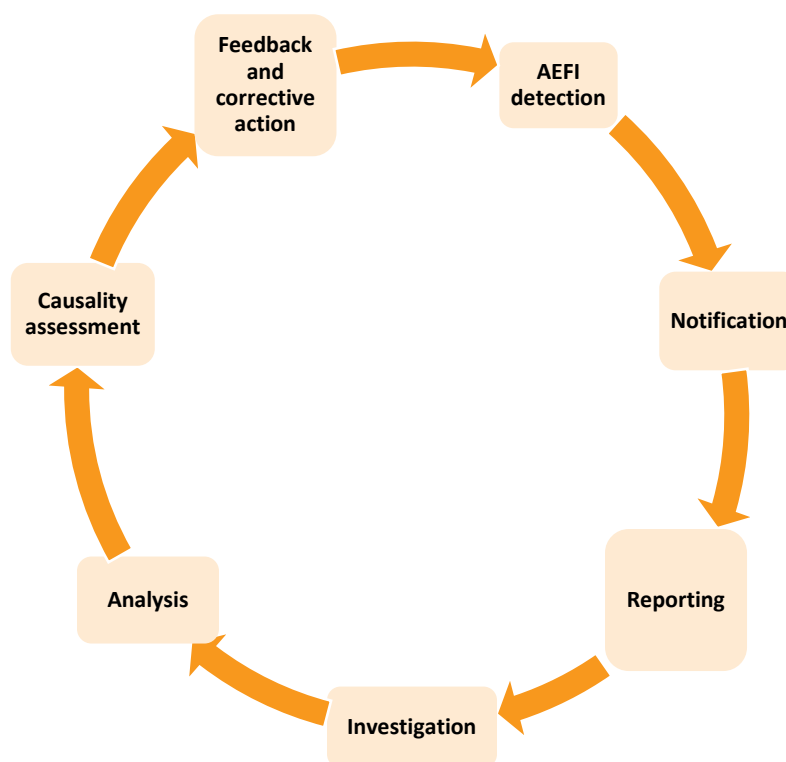 Feedback
and
corrective
action
AEFI
detection
Notification
Reporting
Investigation
Analysis
Causality
assessment